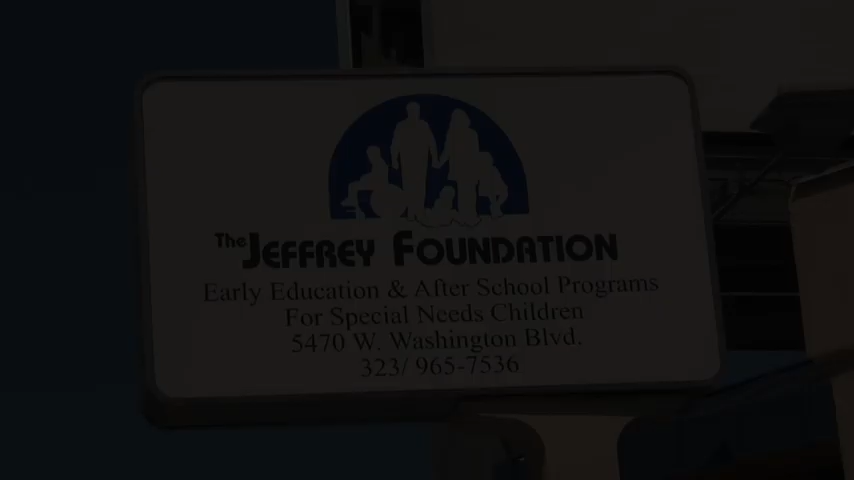 The JEFFREY FOUNDATION
Early Education & After School Programs
For Special Needs Children
5470 W. Washington Blvd.
323/ 965-7536